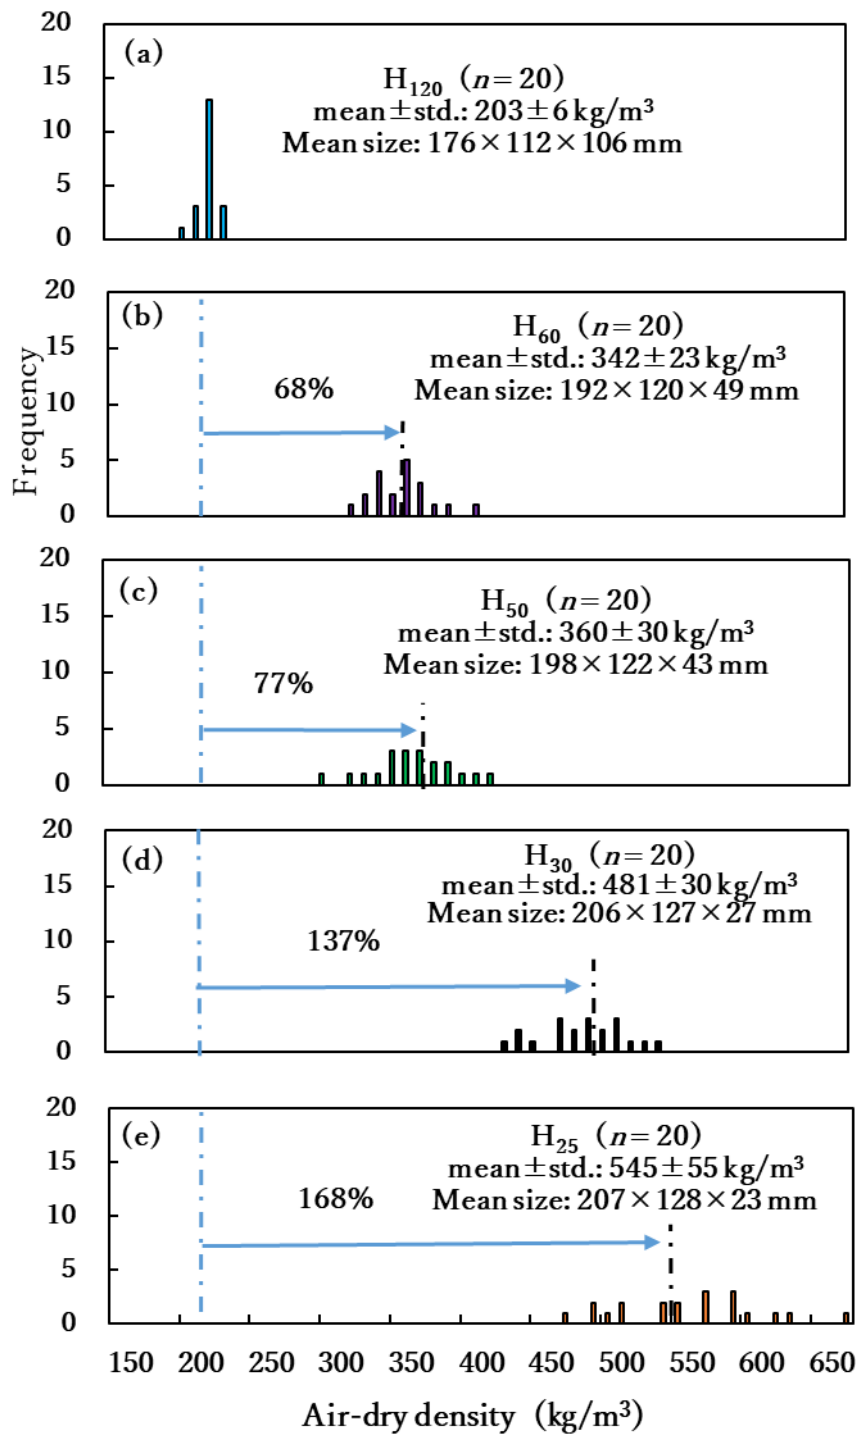 20
15
10
5
0
(a)
H120 (n=20)
mean±std.: 203±6 kg/m³
Mean size: 176×112×106 mm
20
15
10
5
0
(b)
H60 (n=20)
mean±std.: 342±23 kg/m³
Mean size: 192×120×49 mm
68%
Frequency
20
15
10
5
0
(c)
H50 (n=20)
mean±std.: 360±30 kg/m³
Mean size: 198×122×43 mm
77%
20
15
10
5
0
(d)
H30 (n=20)
mean±std.: 481±30 kg/m³
Mean size: 206×127×27 mm
137%
20
15
10
5
0
(e)
H25 (n=20)
mean±std.: 545±55 kg/m³
Mean size: 207×128×23 mm
168%
150 200 250 300 350 400 450 500 550 600 650
Air-dry density (kg/m³)